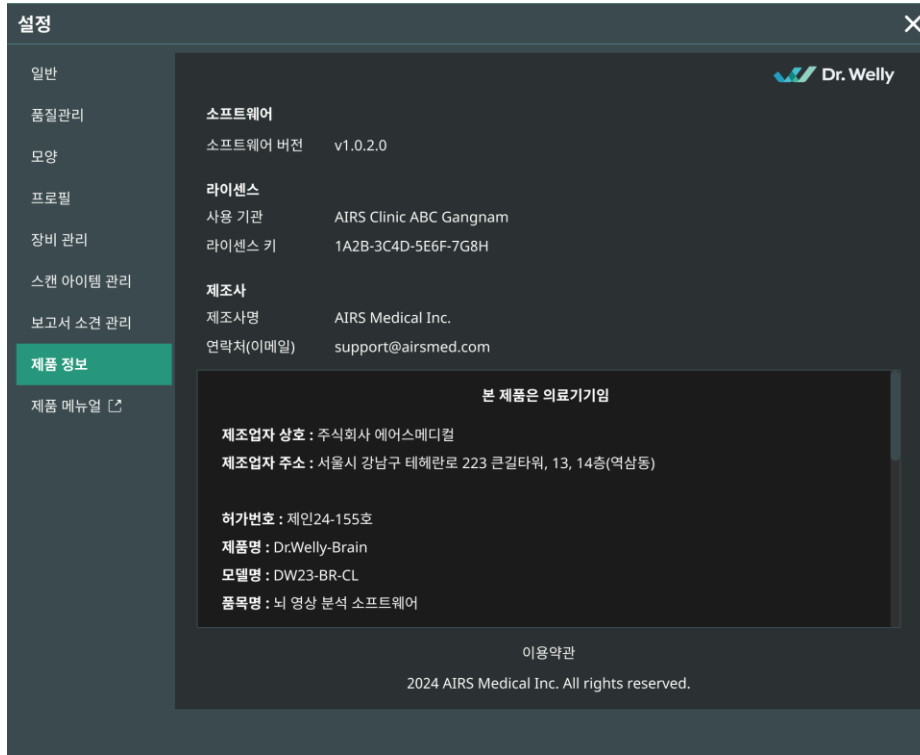 설정
일반
품질관리
모양
프로필
장비 관리
스캔 아이템 관리
보고서 소견 관리
제품 정보
제품 메뉴얼
Dr. Welly
소프트웨어
소프트웨어 버전 v1.0.2.0
라이센스
사용 기관 AIRS Clinic ABC Gangnam
라이센스 키 1A2B-3C4D-5E6F-7G8H
제조사
제조사명 AIRS Medical Inc.
연락처(이메일) support@airsmed.com
본 제품은 의료기기임
제조업자 상호 : 주식회사 에어스메디컬
제조업자 주소 : 서울시 강남구 테헤란로 223 큰길타워, 13, 14층(역삼동)
허가번호 : 제인24-155호
제품명 : Dr.Welly-Brain
모델명 : DW23-BR-CL
품목명 : 뇌 영상 분석 소프트웨어
이용약관
2024 AIRS Medical Inc. All rights reserved.